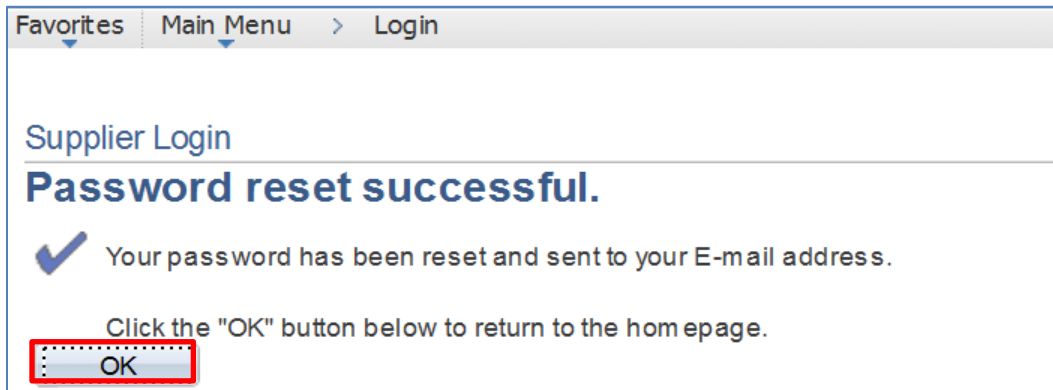 Favorites Main Menu > Login
Supplier Login
Password reset successful.
Your password has been reset and sent to your E-mail address.
Click the "OK" button below to return to the homepage.
OK